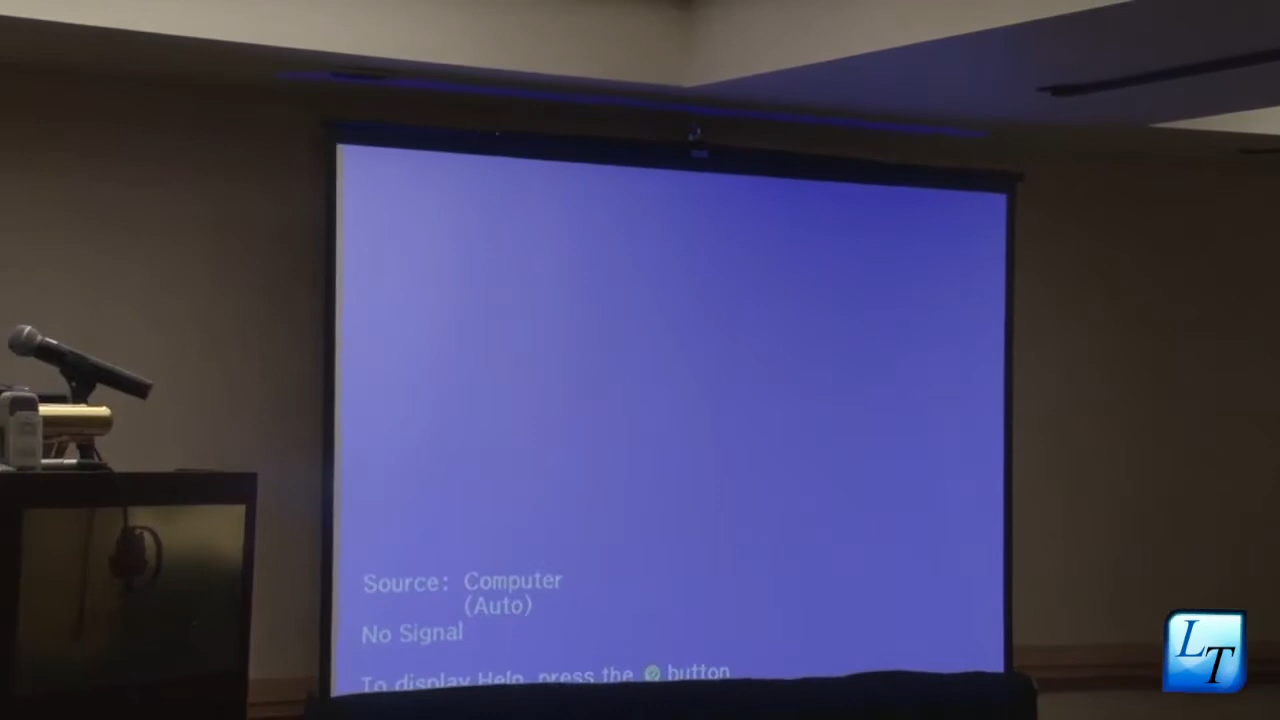 Source: Computer
(Auto)
No Signal
To display Help, press the button
LT